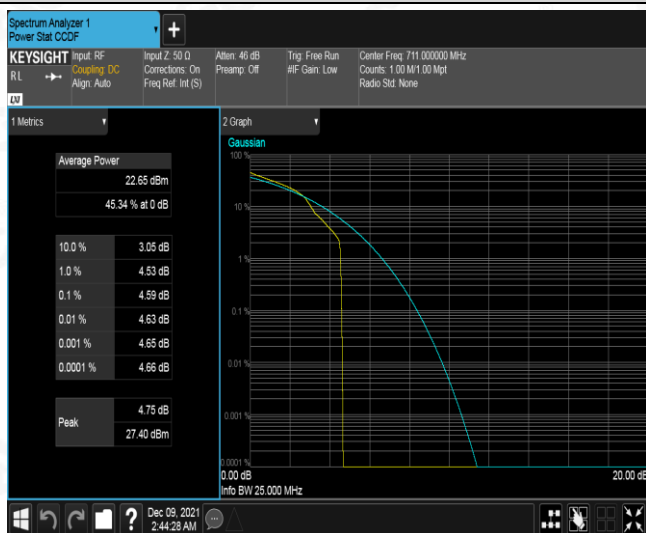 Spectrum Analyzer 1
Power Stat CCDF
+
KEYSIGHT
RL
LXI
Input: RF
Coupling: DC
Align: Auto
Input Z: 50 Ω
Corrections: On
Freq Ref: Int (S)
Atten: 46 dB
Preamp: Off
Trig: Free Run
#IF Gain: Low
Center Freq: 711.000000 MHz
Counts: 1.00 M/1.00 Mpt
Radio Std: None
1 Metrics
Average Power
22.65 dBm
45.34 % at 0 dB
10.0 % 3.05 dB
1.0 % 4.53 dB
0.1 % 4.59 dB
0.01 % 4.63 dB
0.001 % 4.65 dB
0.0001 % 4.66 dB
Peak
4.75 dB
27.40 dBm
2 Graph
Gaussian
100 %
10 %
1 %
0.1 %
0.01 %
0.001 %
0.0001 %
0.00 dB
20.00 dB
Info BW 25.000 MHz
?
Dec 09, 2021
2:44:28 AM